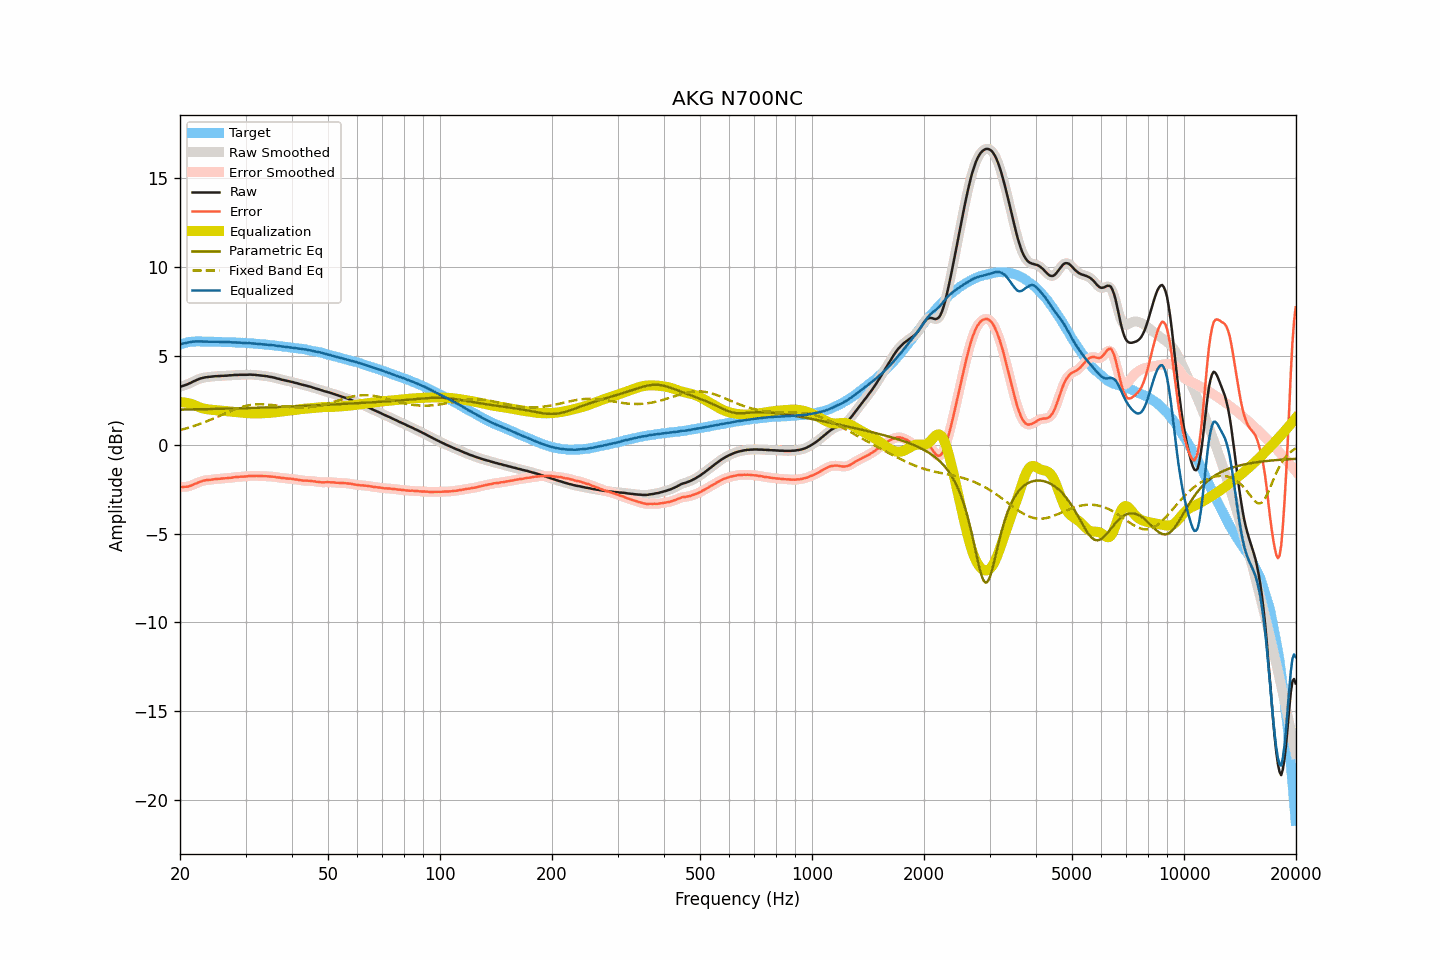 AKG N700NC
Target
Raw Smoothed
Error Smoothed
Raw
Error
Equalization
Parametric Eq
Fixed Band Eq
Equalized
15
10
5
0
−5
−10
−15
−20
Amplitude (dBr)
20 50 100 200 500 1000 2000 5000 10000 20000
Frequency (Hz)